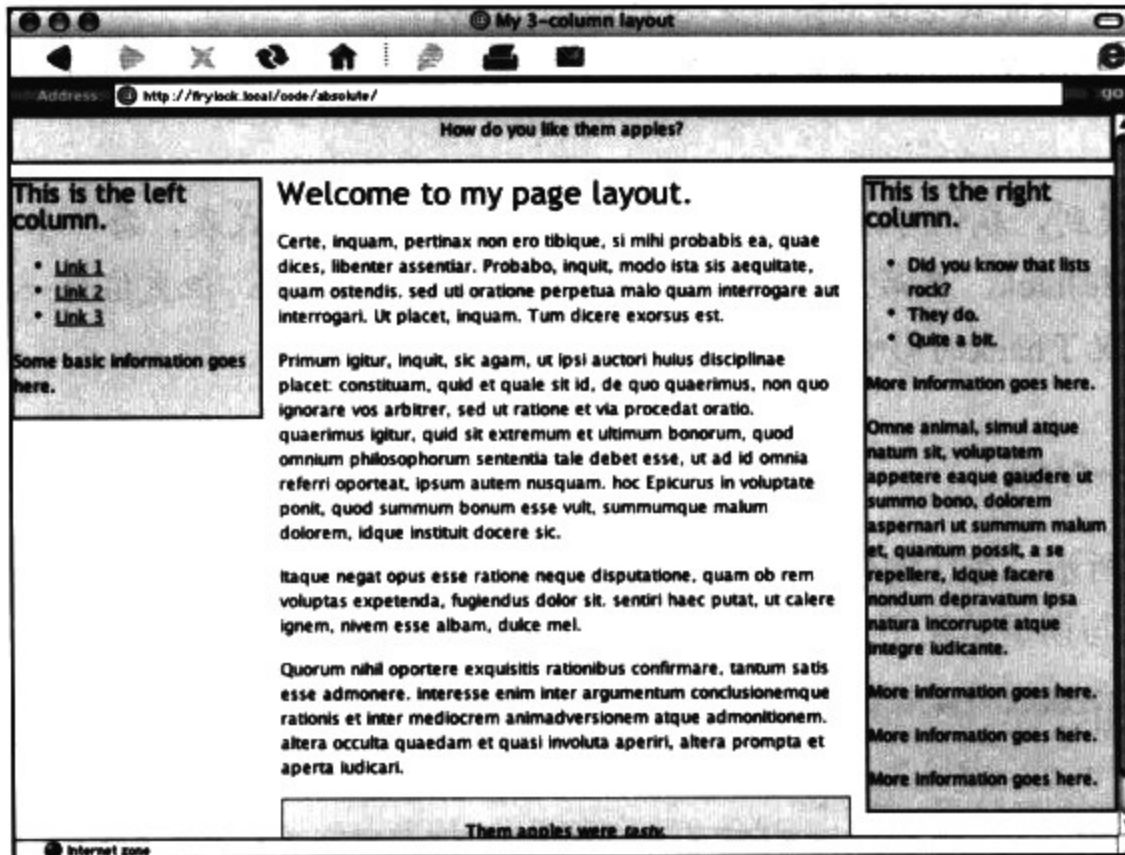 My 3-column layout
Address: http://frylock.local/code/absolute/ go
How do you like them apples?
This is the left
column.
• Link 1
• Link 2
• Link 3
Some basic information goes
here.
Welcome to my page layout.
Certe, inquam, pertinax non ero tibique, si mihi probabis ea, quae
dices, libenter assentiar. Probabo, inquit, modo ista sis aequitate,
quam ostendis. sed uti oratione perpetua malo quam interrogare aut
interrogari. Ut placet, inquam. Tum dicere exorsus est.
Primum igitur, inquit, sic agam, ut ipsi auctori huius disciplinae
placet: constituam, quid et quale sit id, de quo quaerimus, non quo
ignorare vos arbitrer, sed ut ratione et via procedat oratio.
quaerimus igitur, quid sit extremum et ultimum bonorum, quod
omnium philosophorum sententia tale debet esse, ut ad id omnia
referri oporteat, ipsum autem nusquam. hoc Epicurus in voluptate
ponit, quod summum bonum esse vult, summumque malum
dolorem, idque instituit docere sic.
Itaque negat opus esse ratione neque disputatione, quam ob rem
voluptas expetenda, fugiendus dolor sit. sentiri haec putat, ut calere
ignem, nivem esse albam, dulce mel.
Quorum nihil oportere exquisitis rationibus confirmare, tantum satis
esse admonere. Interesse enim inter argumentum conclusionemque
rationis et inter mediocrem animadversionem atque admonitionem.
altera occulta quaedam et quasi involuta aperiri, altera prompta et
aperta iudicari.
Them apples were tasty.
This is the right
column.
• Did you know that lists
rock?
• They do.
• Quite a bit.
More information goes here.
Omne animal, simul atque
natum sit, voluptatem
appetere eaque gaudere ut
summo bono, dolorem
aspernari ut summum malum
et, quantum possit, a se
repellere, idque facere
nondum depravatum ipsa
natura incorrupte atque
integre iudicante.
More information goes here.
More information goes here.
More information goes here.
Internet zone